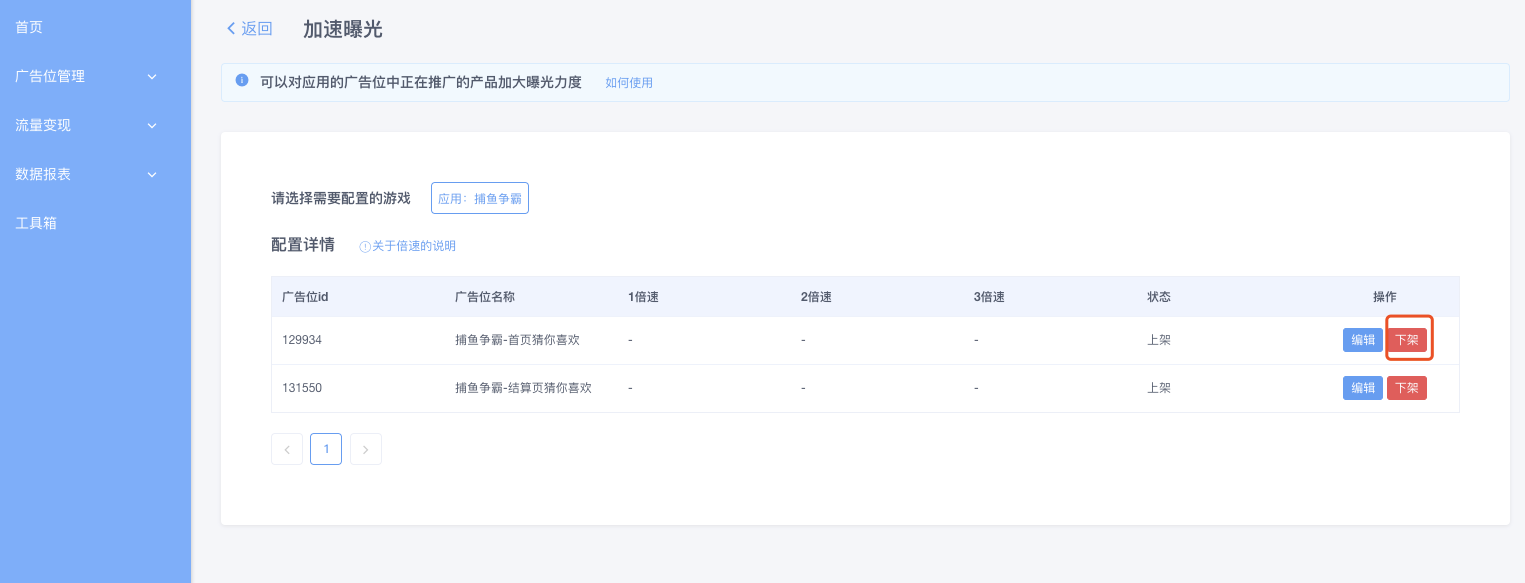 首页
广告位管理
流量变现
数据报表
工具箱
返回 加速曝光
可以对应用的广告位中正在推广的产品加大曝光力度 如何使用
请选择需要配置的游戏 应用：捕鱼争霸
配置详情 关于倍速的说明
广告位id 广告位名称 1倍速 2倍速 3倍速 状态 操作
129934 捕鱼争霸-首页猜你喜欢 - - - 上架 编辑 下架
131550 捕鱼争霸-结算页猜你喜欢 - - - 上架 编辑 下架
1